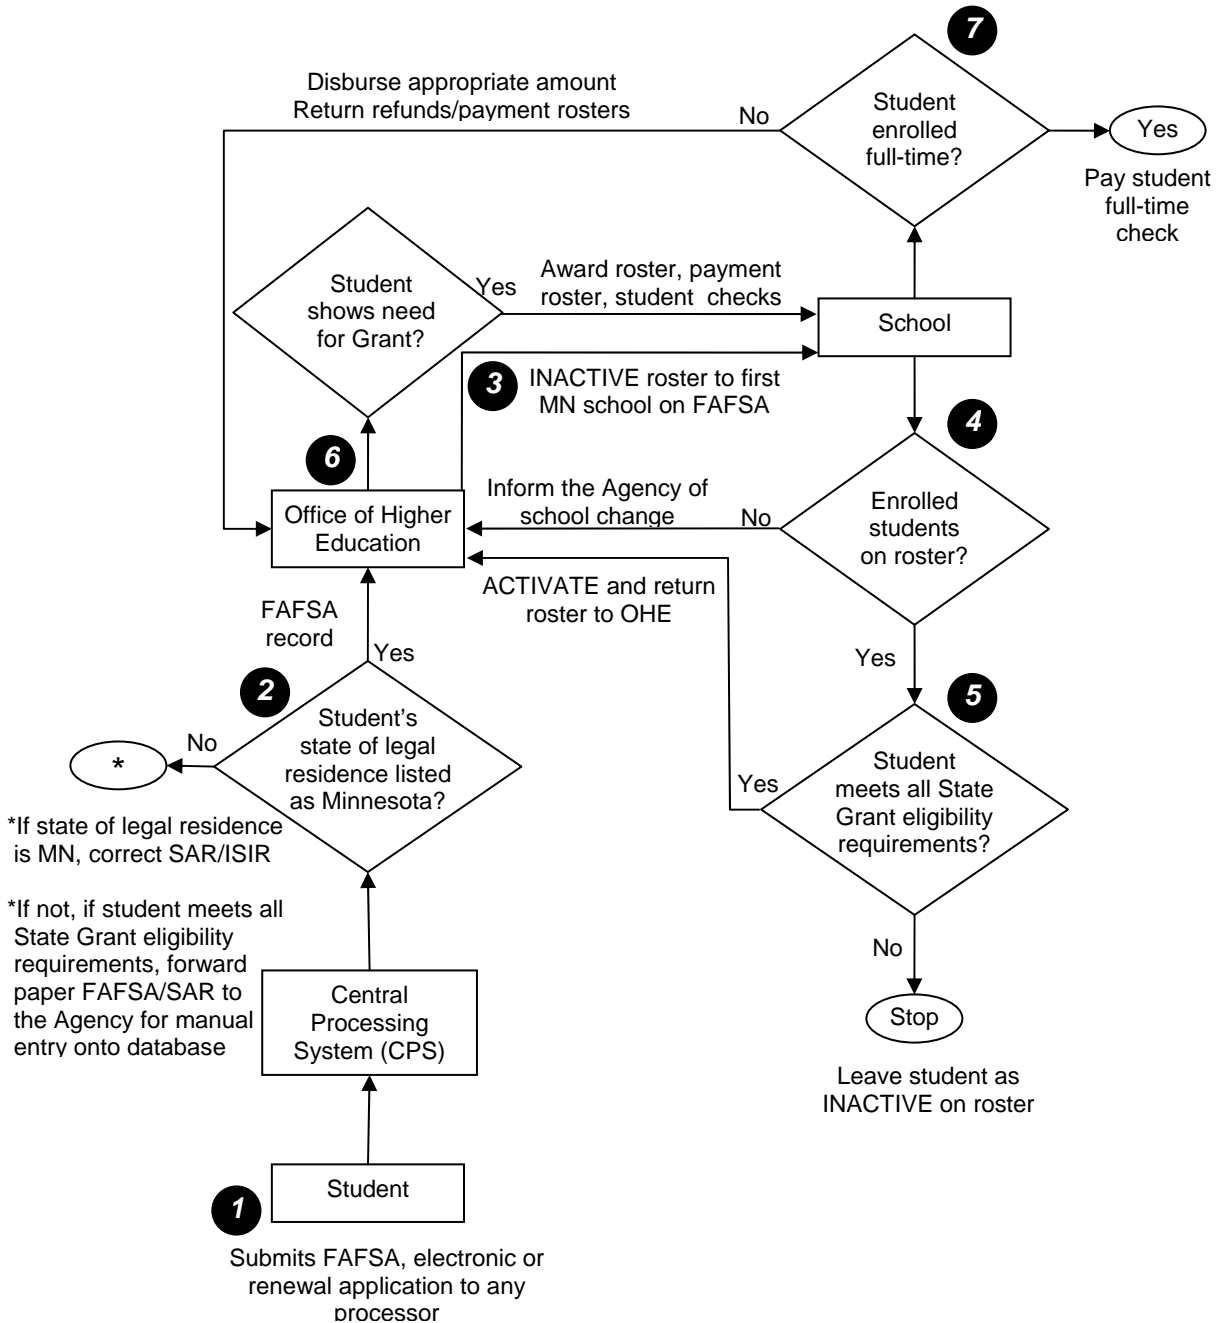 7
Disburse appropriate amount
Return refunds/payment rosters
No
Student
enrolled
full-time?
Yes
Pay student
full-time
check
Student
shows need
for Grant?
Yes
Award roster, payment
roster, student checks
School
3
INACTIVE roster to first
MN school on FAFSA
4
6
Office of Higher
Education
Inform the Agency of
school change
No
Enrolled
students
on roster?
ACTIVATE and return
roster to OHE
FAFSA
record
Yes
Yes
2
5
Student's
state of legal
residence listed
as Minnesota?
No
*
Yes
Student
meets all State
Grant eligibility
requirements?
*If state of legal residence
is MN, correct SAR/ISIR
*If not, if student meets all
State Grant eligibility
requirements, forward
paper FAFSA/SAR to
the Agency for manual
entry onto database
No
Central
Processing
System (CPS)
Stop
Leave student as
INACTIVE on roster
1
Student
Submits FAFSA, electronic or
renewal application to any
processor